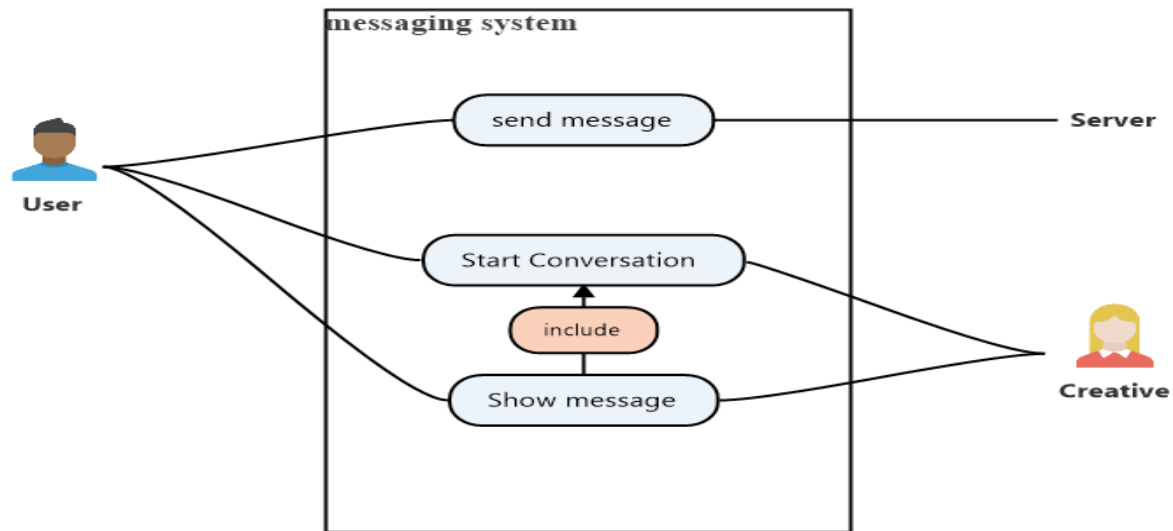 messaging system
send message
Server
User
Start Conversation
include
Show message
Creative